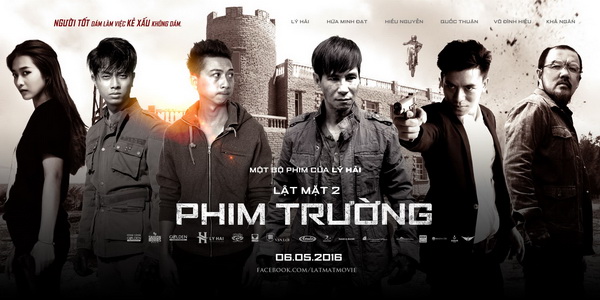 NGƯỜI TỐT DÁM LÀM VIỆC KẺ XẤU KHÔNG DÁM.
LÝ HẢI HỨA MINH ĐẠT HIẾU NGUYỄN QUỐC THUẬN VÕ ĐÌNH HIẾU KHẢ NGÂN
MỘT BỘ PHIM CỦA LÝ HẢI
LẬT MẶT 2
PHIM TRƯỜNG
LÝ HẢI
06.05.2016
FACEBOOK.COM/LATMATMOVIE